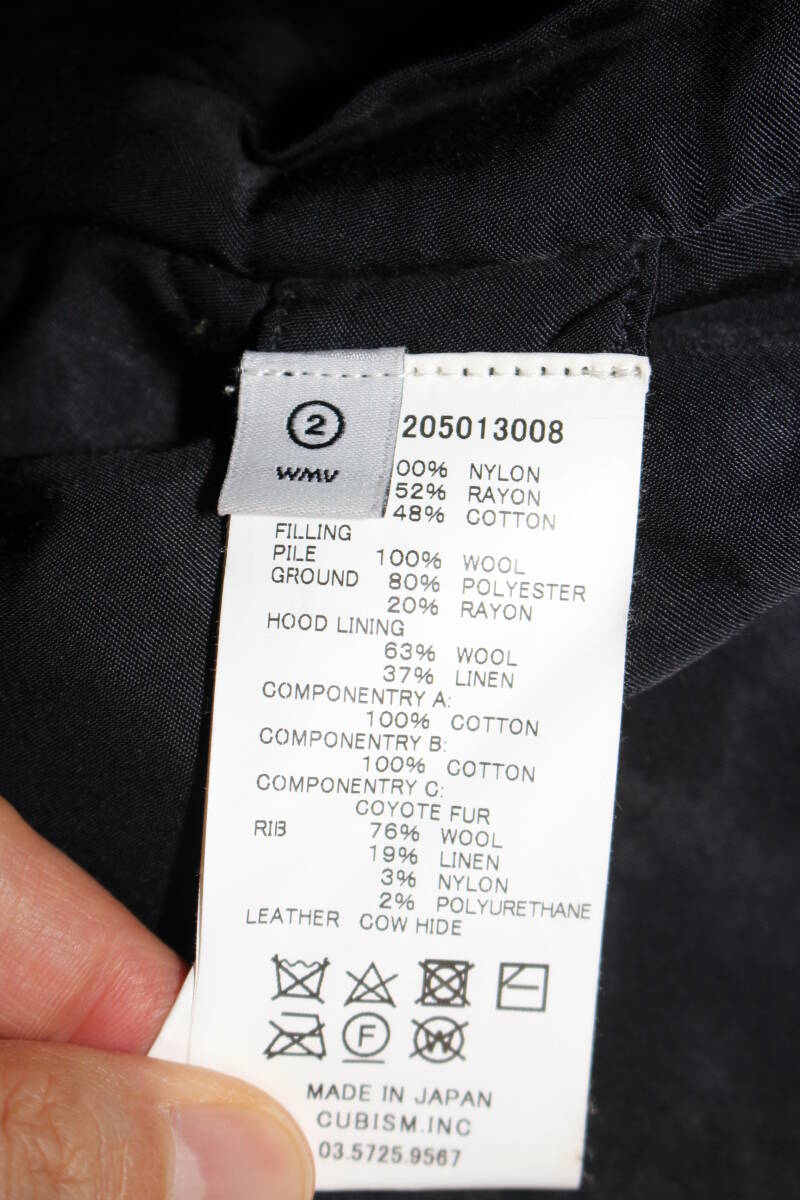 2
WMV
205013008
00% NYLON
52% RAYON
48% COTTON
FILLING
PILE 100% WOOL
GROUND 80% POLYESTER
20% RAYON
HOOD LINING
63% WOOL
37% LINEN
COMPONENTRY A:
100% COTTON
COMPONENTRY B:
100% COTTON
COMPONENTRY C:
COYOTE FUR
RIB 76% WOOL
19% LINEN
3% NYLON
2% POLYURETHANE
LEATHER COW HIDE
F
W
MADE IN JAPAN
CUBISM.INC
03.5725.9567